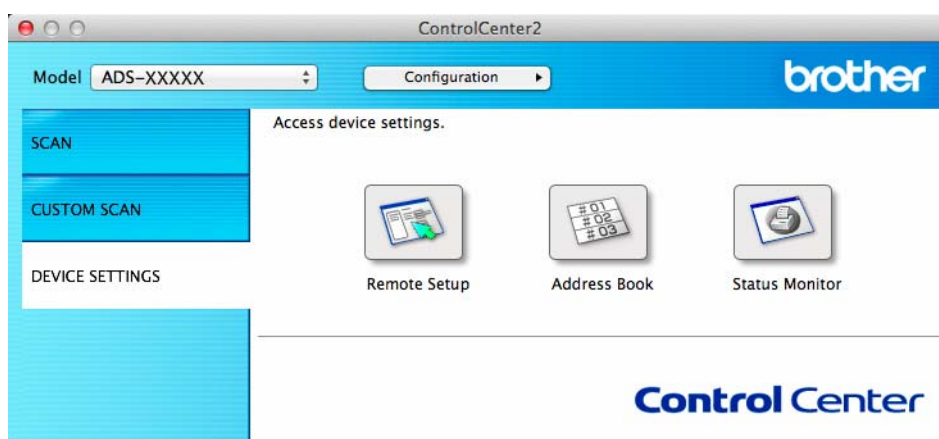 ControlCenter2
Model ADS-XXXXX Configuration brother
SCAN
CUSTOM SCAN
DEVICE SETTINGS
Access device settings.
#01
#02
#03
Remote Setup Address Book Status Monitor
Control Center